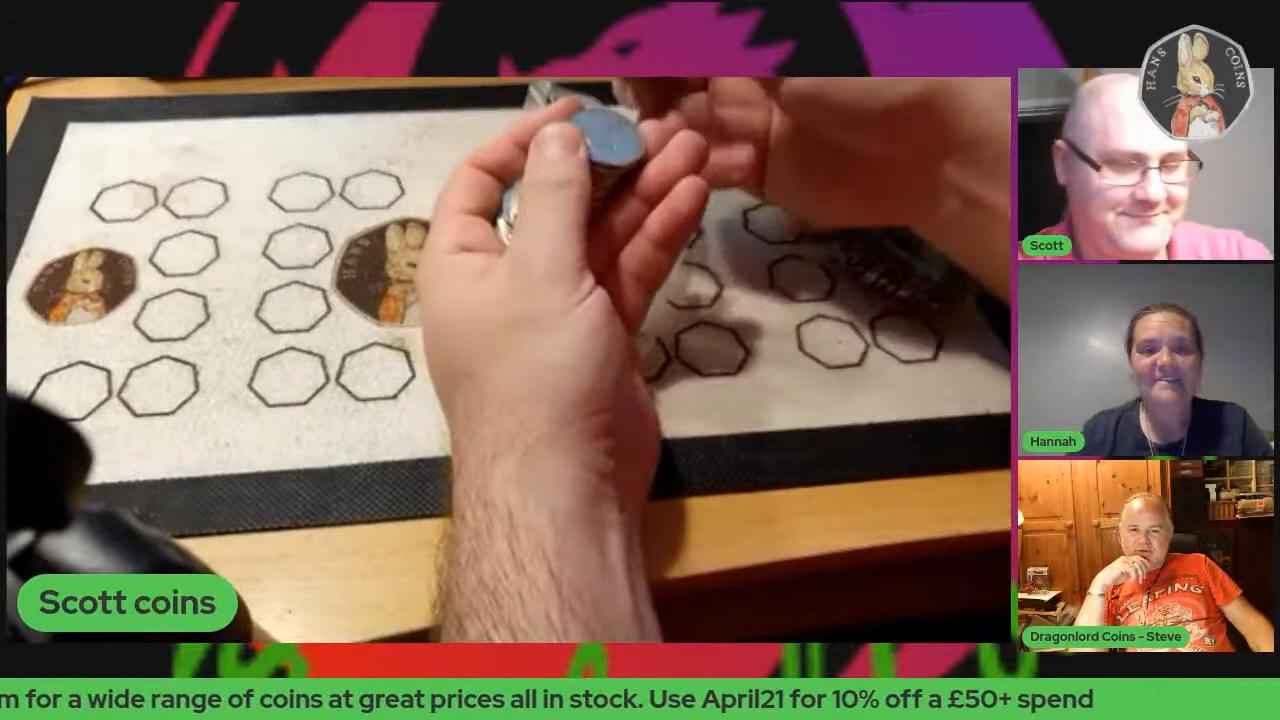 HANS COINS
Scott
HANS
Hannah
Scott coins
Dragonlord Coins - Steve
m for a wide range of coins at great prices all in stock. Use April21 for 10% off a £50+ spend